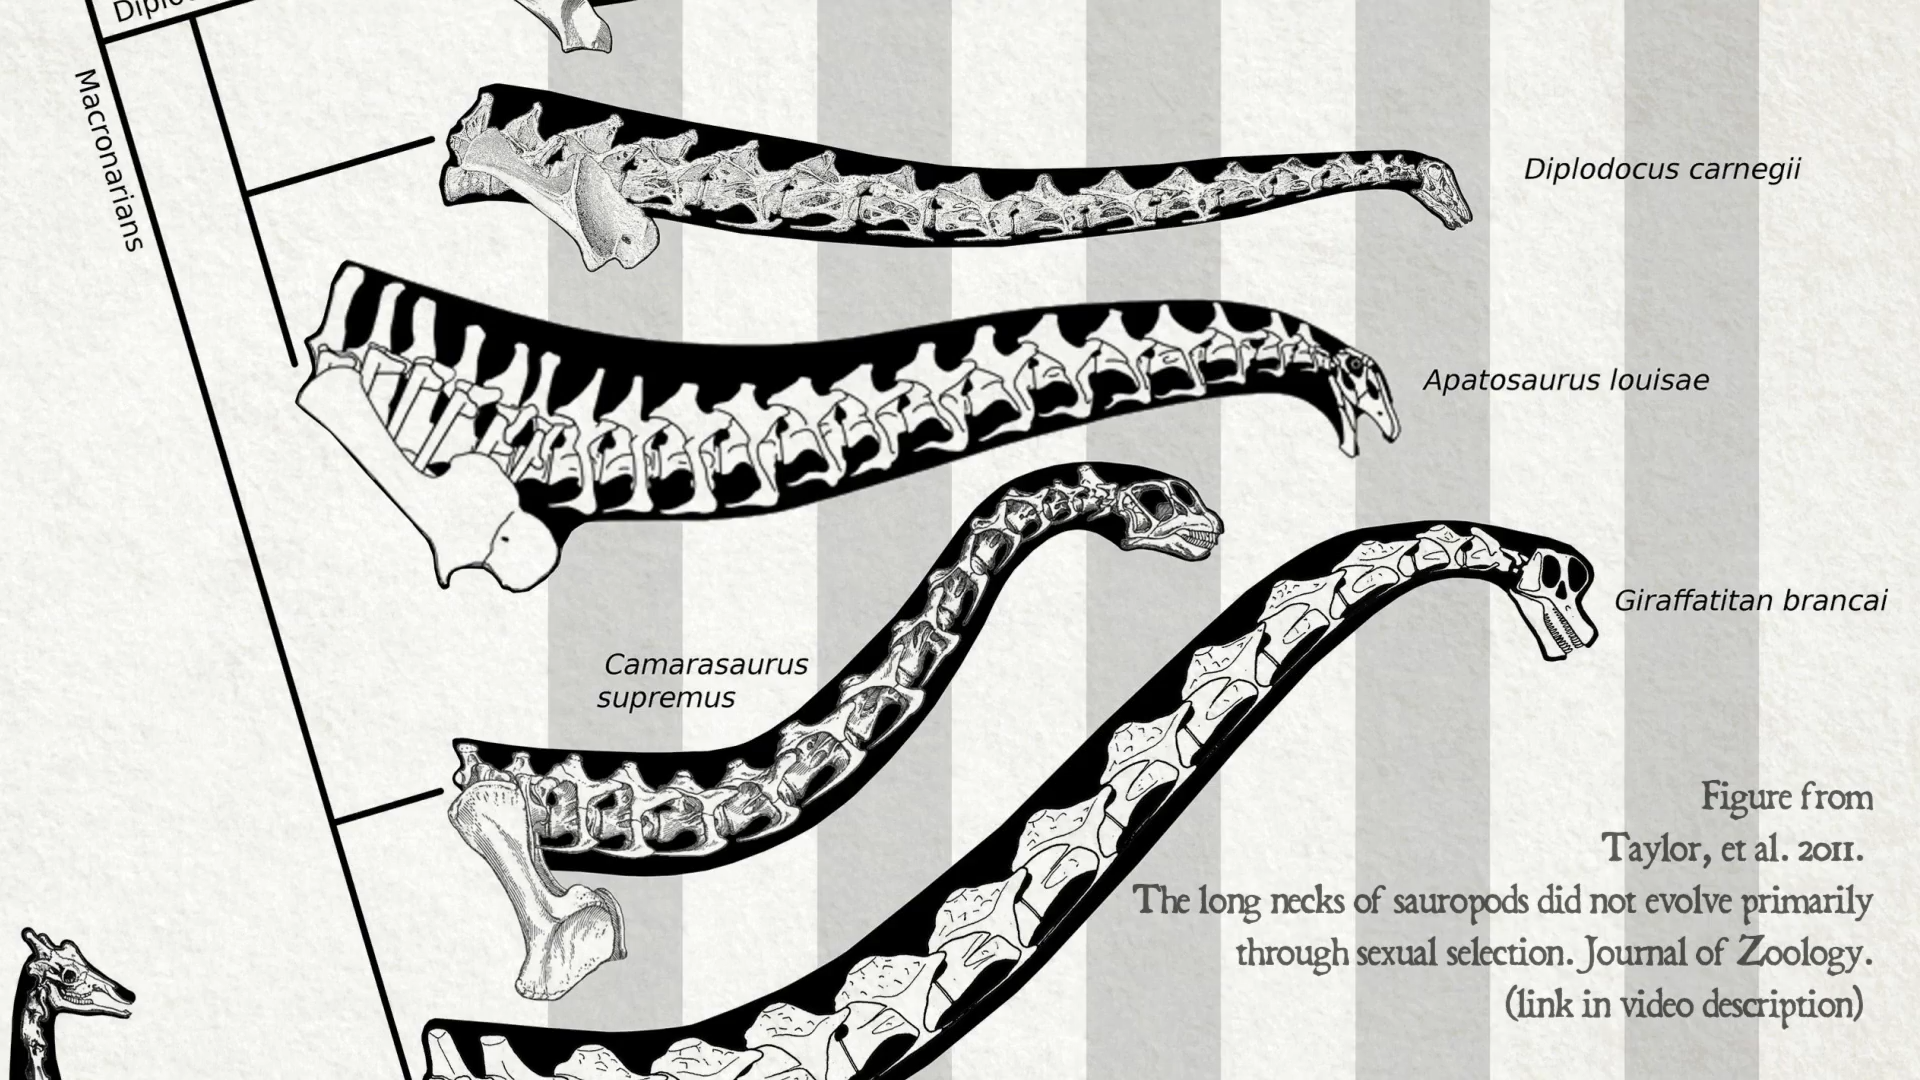 Macronarians
Diplodocus carnegii
Apatosaurus louisae
Giraffatitan brancai
Camarasaurus
supremus
Figure from
Taylor, et al. 2011.
The long necks of sauropods did not evolve primarily
through sexual selection. Journal of Zoology.
(link in video description)